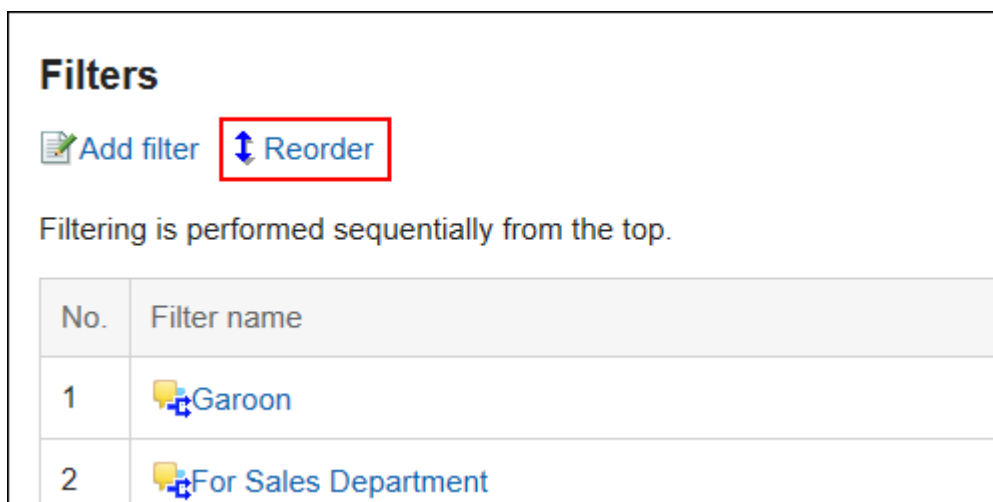 Filters
Add filter Reorder
Filtering is performed sequentially from the top.
No. Filter name
1 Garoon
2 For Sales Department